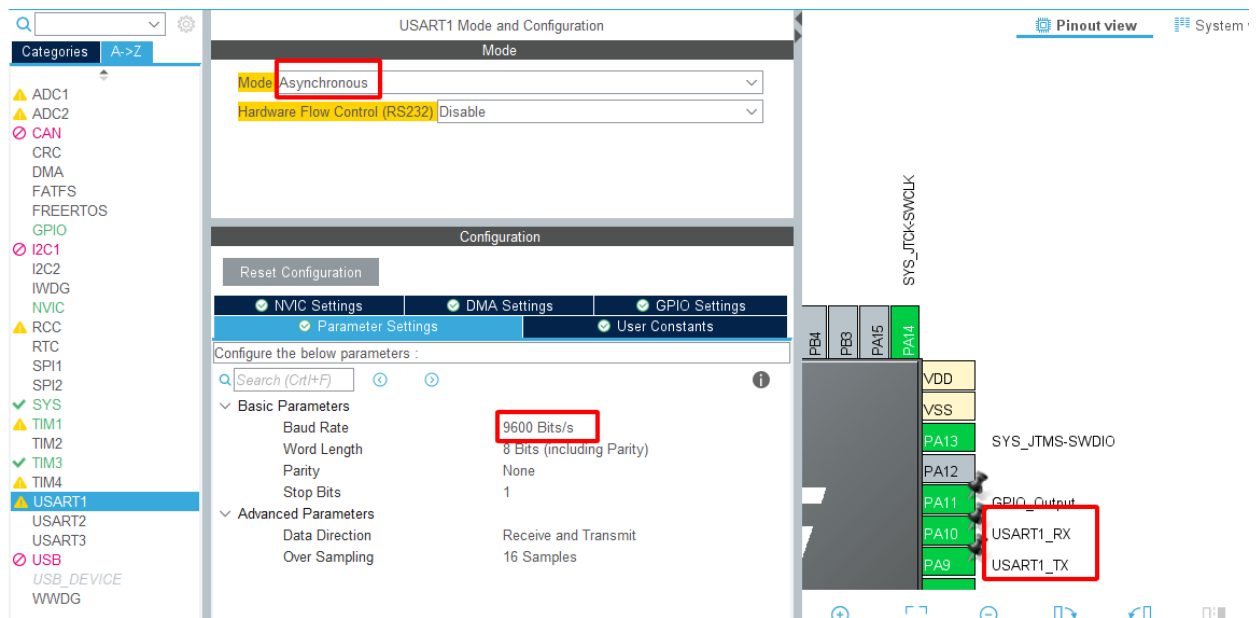 Categories A->Z
ADC1
ADC2
CAN
CRC
DMA
FATFS
FREERTOS
GPIO
I2C1
I2C2
IWDG
NVIC
RCC
RTC
SPI1
SPI2
SYS
TIM1
TIM2
TIM3
TIM4
USART1
USART2
USART3
USB
USB_DEVICE
WWDG
USART1 Mode and Configuration
Mode
Mode Asynchronous
Hardware Flow Control (RS232) Disable
Configuration
Reset Configuration
NVIC Settings DMA Settings GPIO Settings
Parameter Settings User Constants
Configure the below parameters :
Search (Crtl+F)
Basic Parameters
Baud Rate 9600 Bits/s
Word Length 8 Bits (including Parity)
Parity None
Stop Bits 1
Advanced Parameters
Data Direction Receive and Transmit
Over Sampling 16 Samples
Pinout view System
SYS_JTCK-SWCLK
PB4 PB3 PA15 PA14
VDD
VSS
PA13 SYS_JTMS-SWDIO
PA12
PA11 GPIO_Output
PA10 USART1_RX
PA9 USART1_TX